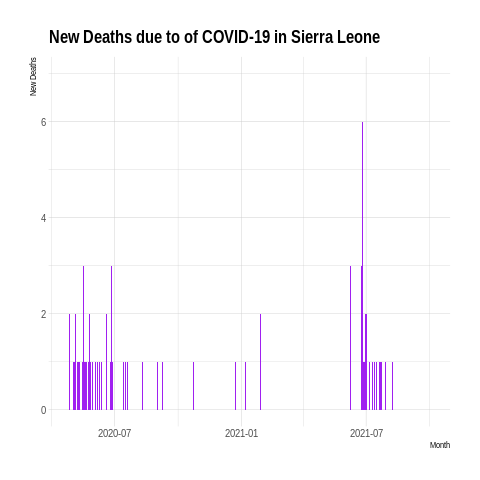 New Deaths due to of COVID-19 in Sierra Leone
New Deaths
6
4
2
0
2020-07
2021-01
2021-07
Month